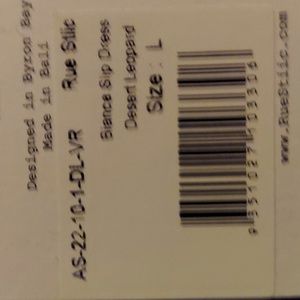 Designed in Byron Bay
Made in Bali
AS-22-10-1-DL-VR Rue Stiic
Bianca Slip Dress
Desert Leopard
Size : L
9351027103306
www.RueStiic.com